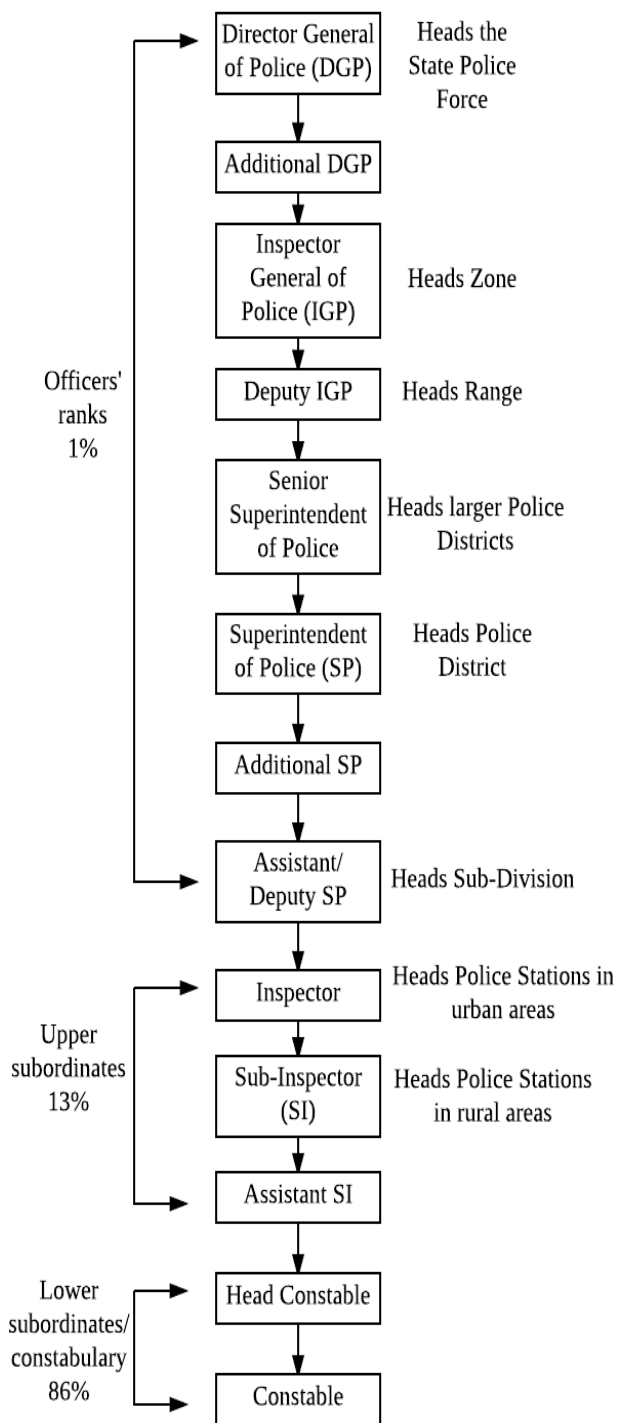 Director General
of Police (DGP)
Heads the
State Police
Force
Additional DGP
Inspector
General of
Police (IGP)
Heads Zone
Officers'
ranks
1%
Deputy IGP
Heads Range
Senior
Superintendent
of Police
Heads larger Police
Districts
Superintendent
of Police (SP)
Heads Police
District
Additional SP
Assistant/
Deputy SP
Heads Sub-Division
Inspector
Heads Police Stations in
urban areas
Upper
subordinates
13%
Sub-Inspector
(SI)
Heads Police Stations
in rural areas
Assistant SI
Lower
subordinates/
constabulary
86%
Head Constable
Constable